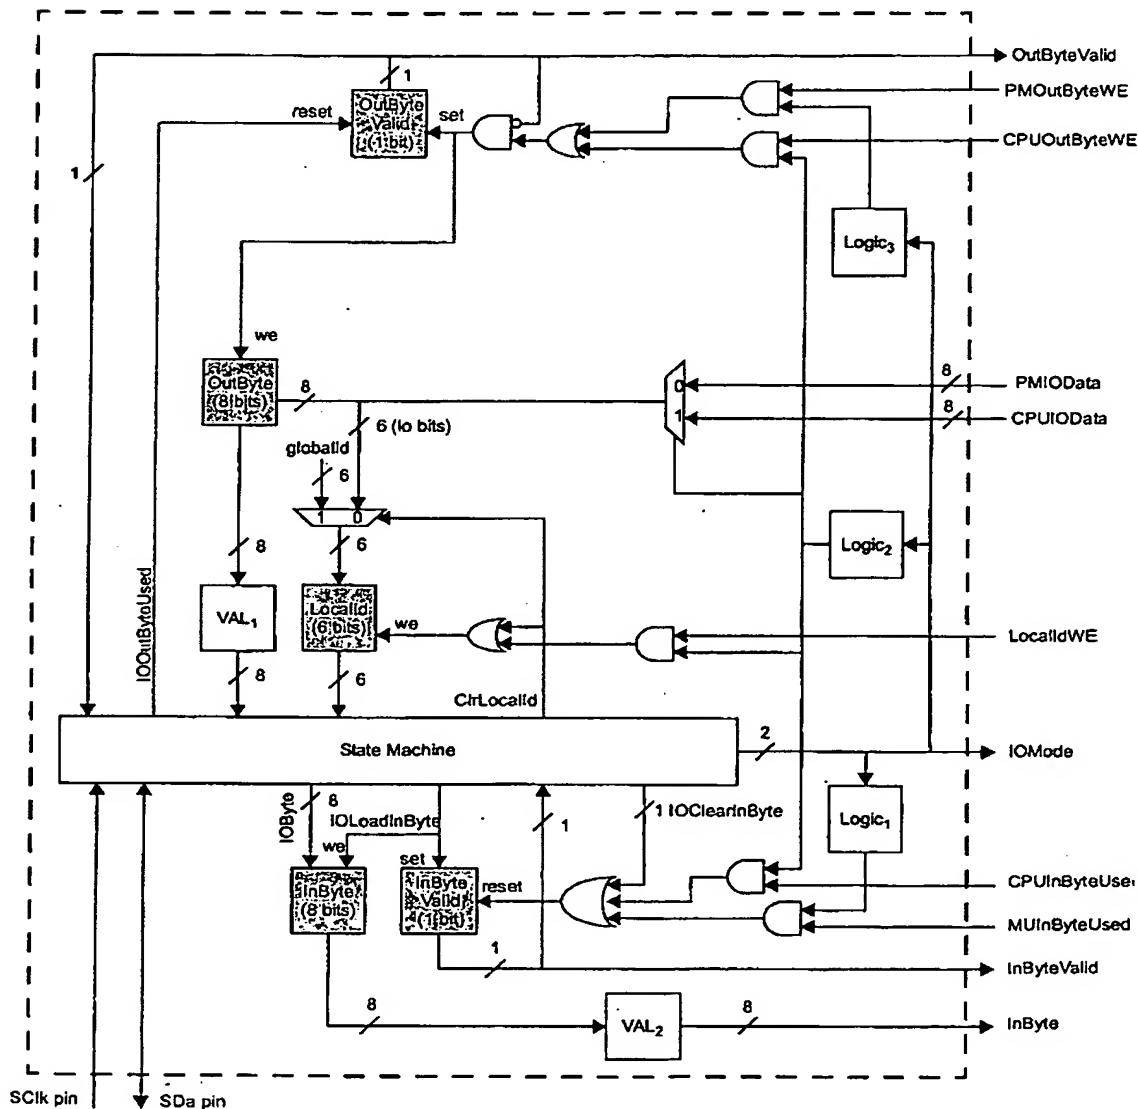 OutByteValid
1
OutByte
Valid
(1 bit)
reset
set
PMOutByteWE
CPUOutByteWE
1
Logic3
we
OutByte
(8 bits)
8
6 (lo bits)
0
1
8
PMIOData
8
CPUIOData
globalId
6
1 0
8
6
Logic2
IOOutByteUsed
VAL1
LocalId
(6 bits)
we
LocalIdWE
8
6
ClrLocalId
State Machine
2
IOMode
IOByte
8
IOLoadInByte
we
set
1
1 IOClearInByte
Logic1
InByte
(8 bits)
InByte
Valid
(1 bit)
reset
CPUInByteUse
MUInByteUsed
1
InByteValid
8
VAL2
8
InByte
SClk pin
SDa pin